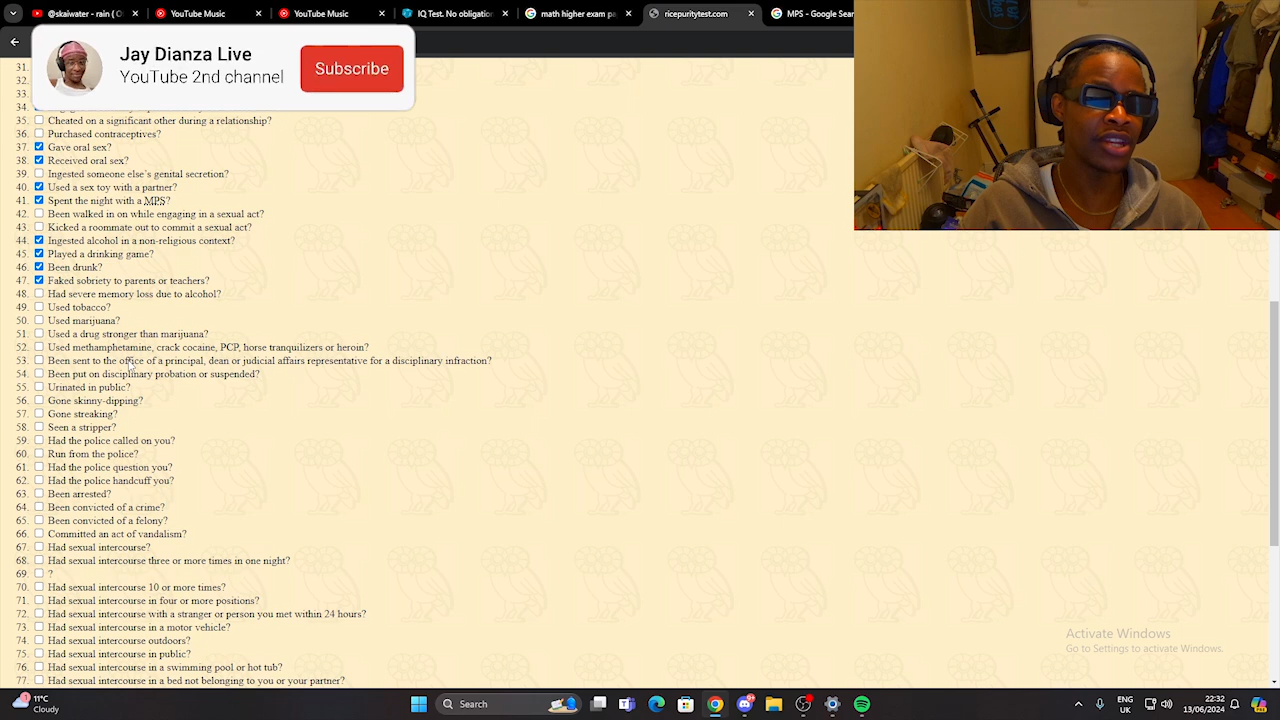 @skaiwater - rain (
YouTube Music
YouTube Music
IQ Test. No obligation
math higher exam pa
ricepuritytest.com
MPS - Google Sear
Jay Dianza Live
YouTube 2nd channel
Subscribe
31.
32.
33.
34.
35. Cheated on a significant other during a relationship?
36. Purchased contraceptives?
37. Gave oral sex?
38. Received oral sex?
39. Ingested someone else's genital secretion?
40. Used a sex toy with a partner?
41. Spent the night with a MPS?
42. Been walked in on while engaging in a sexual act?
43. Kicked a roommate out to commit a sexual act?
44. Ingested alcohol in a non-religious context?
45. Played a drinking game?
46. Been drunk?
47. Faked sobriety to parents or teachers?
48. Had severe memory loss due to alcohol?
49. Used tobacco?
50. Used marijuana?
51. Used a drug stronger than marijuana?
52. Used methamphetamine, crack cocaine, PCP, horse tranquilizers or heroin?
53. Been sent to the office of a principal, dean or judicial affairs representative for a disciplinary infraction?
54. Been put on disciplinary probation or suspended?
55. Urinated in public?
56. Gone skinny-dipping?
57. Gone streaking?
58. Seen a stripper?
59. Had the police called on you?
60. Run from the police?
61. Had the police question you?
62. Had the police handcuff you?
63. Been arrested?
64. Been convicted of a crime?
65. Been convicted of a felony?
66. Committed an act of vandalism?
67. Had sexual intercourse?
68. Had sexual intercourse three or more times in one night?
69. ?
70. Had sexual intercourse 10 or more times?
71. Had sexual intercourse in four or more positions?
72. Had sexual intercourse with a stranger or person you met within 24 hours?
73. Had sexual intercourse in a motor vehicle?
74. Had sexual intercourse outdoors?
75. Had sexual intercourse in public?
76. Had sexual intercourse in a swimming pool or hot tub?
77. Had sexual intercourse in a bed not belonging to you or your partner?
Activate Windows
Go to Settings to activate Windows.
11°C
Cloudy
Search
ENG
UK
22:32
13/06/2024